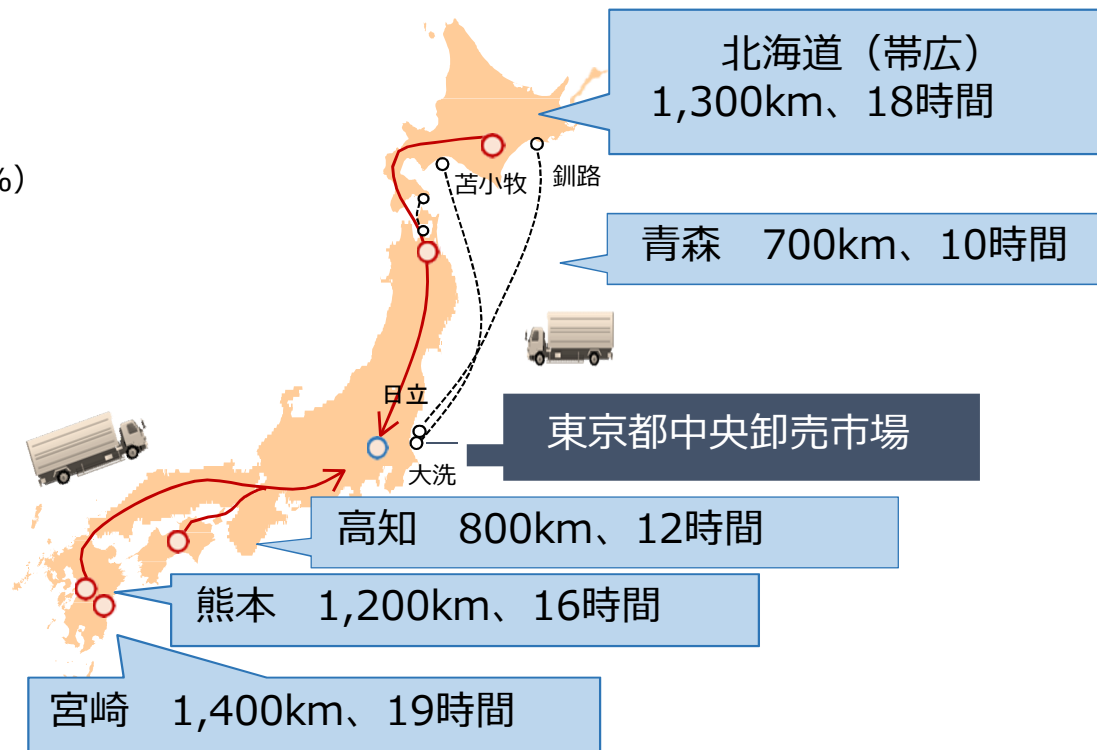 北海道（帯広）
1,300km、18時間
%）
苫小牧
釧路
青森　700km、10時間
日立
東京都中央卸売市場
大洗
高知　800km、12時間
熊本　1,200km、16時間
宮崎　1,400km、19時間